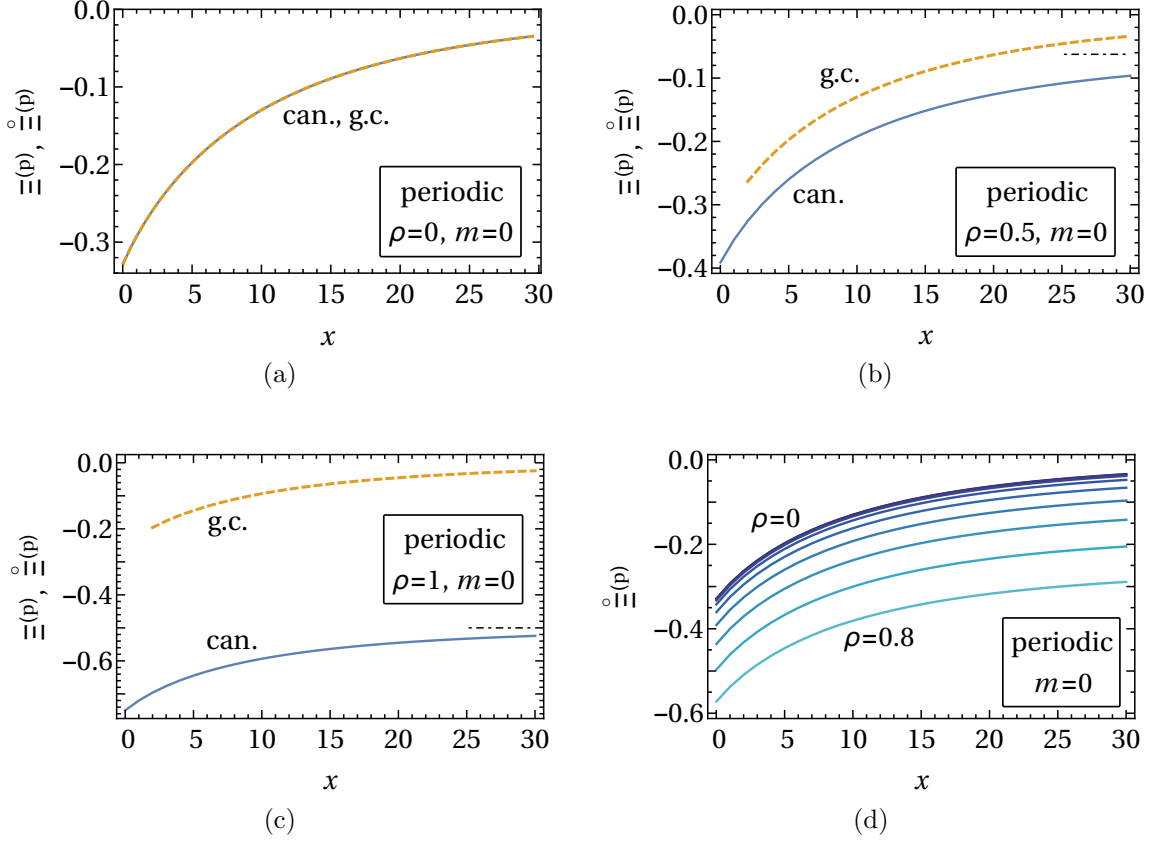 0.0
−0.1
−0.2
−0.3
Ξ(p), Ξ̊(p)
can., g.c.
periodic
ρ=0, m=0
0 5 10 15 20 25 30
x
(a)
0.0
−0.1
−0.2
−0.3
−0.4
Ξ(p), Ξ̊(p)
g.c.
can.
periodic
ρ=0.5, m=0
0 5 10 15 20 25 30
x
(b)
0.0
−0.2
−0.4
−0.6
Ξ(p), Ξ̊(p)
g.c.
can.
periodic
ρ=1, m=0
0 5 10 15 20 25 30
x
(c)
0.0
−0.2
−0.4
−0.6
Ξ̊(p)
ρ=0
ρ=0.8
periodic
m=0
0 5 10 15 20 25 30
x
(d)